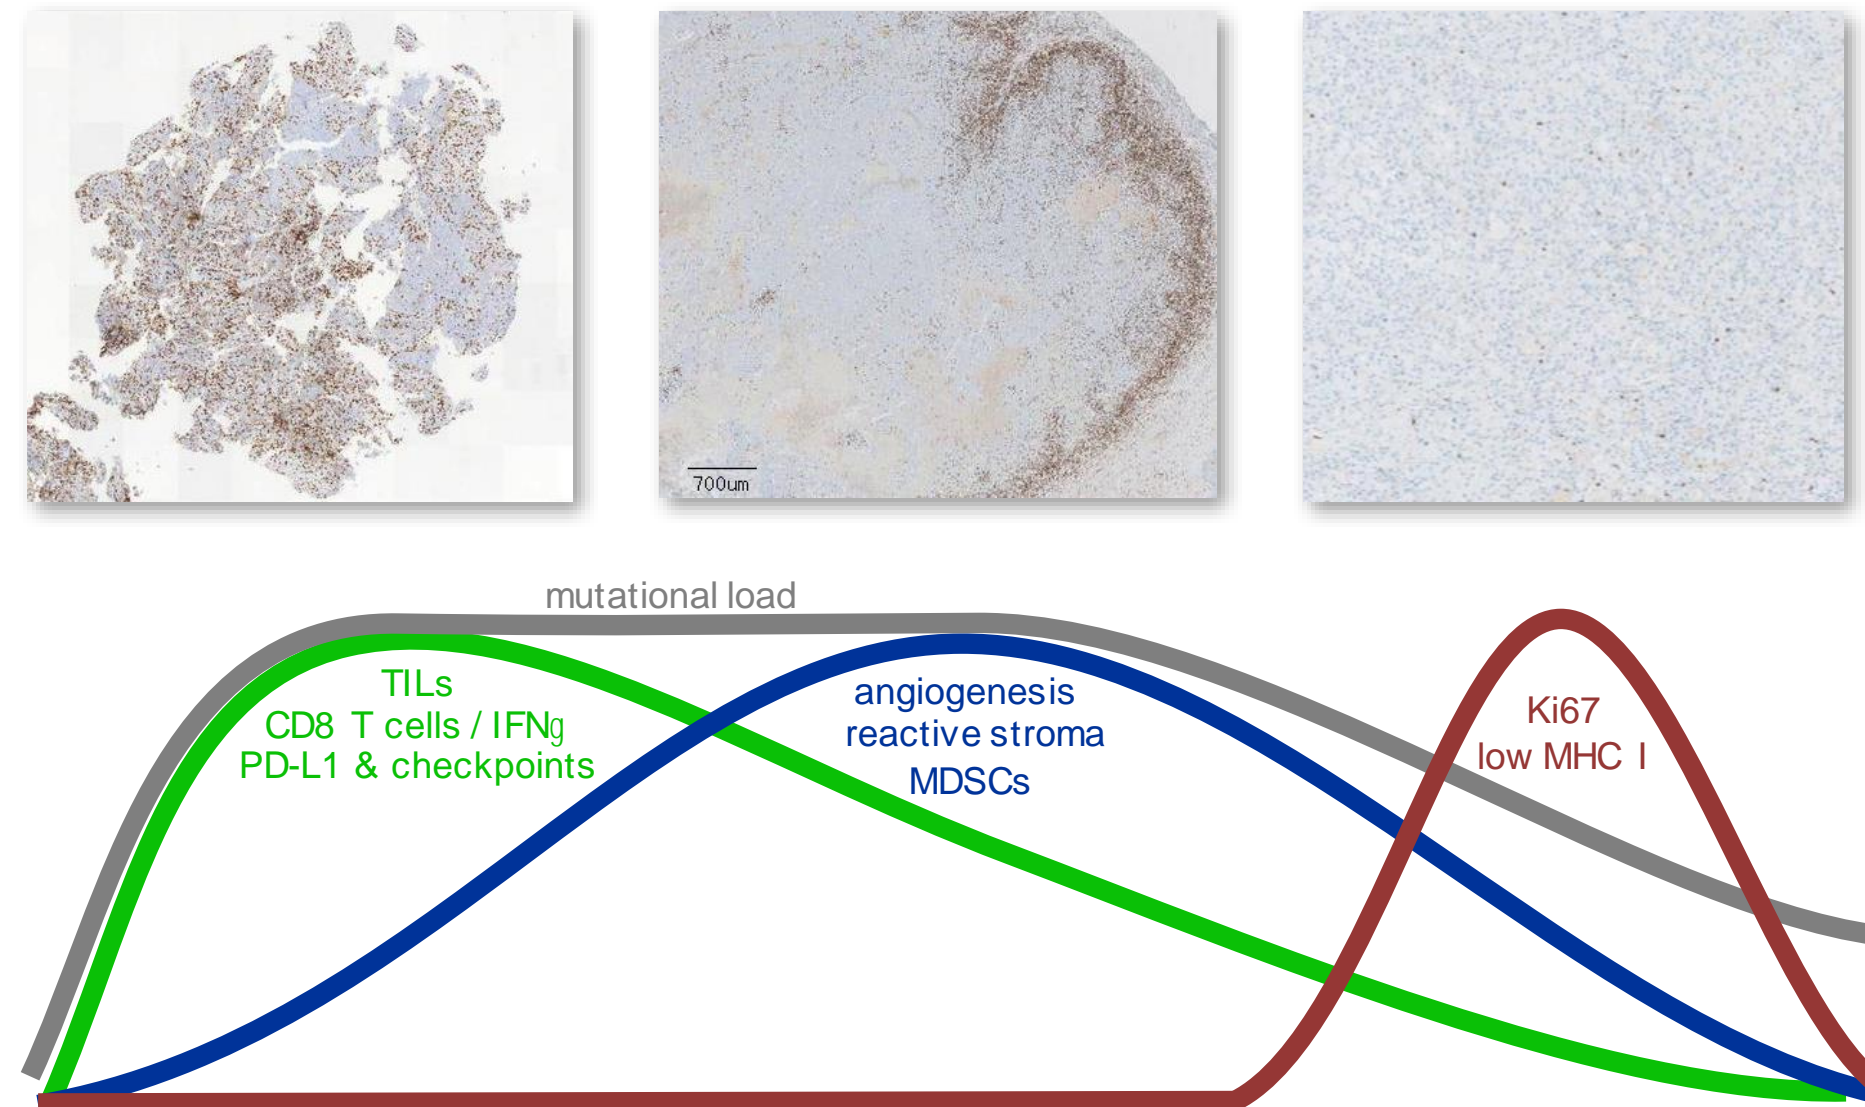 700um
mutational load
TILs
CD8 T cells / IFNg
PD-L1 & checkpoints
angiogenesis
reactive stroma
MDSCs
Ki67
low MHC I